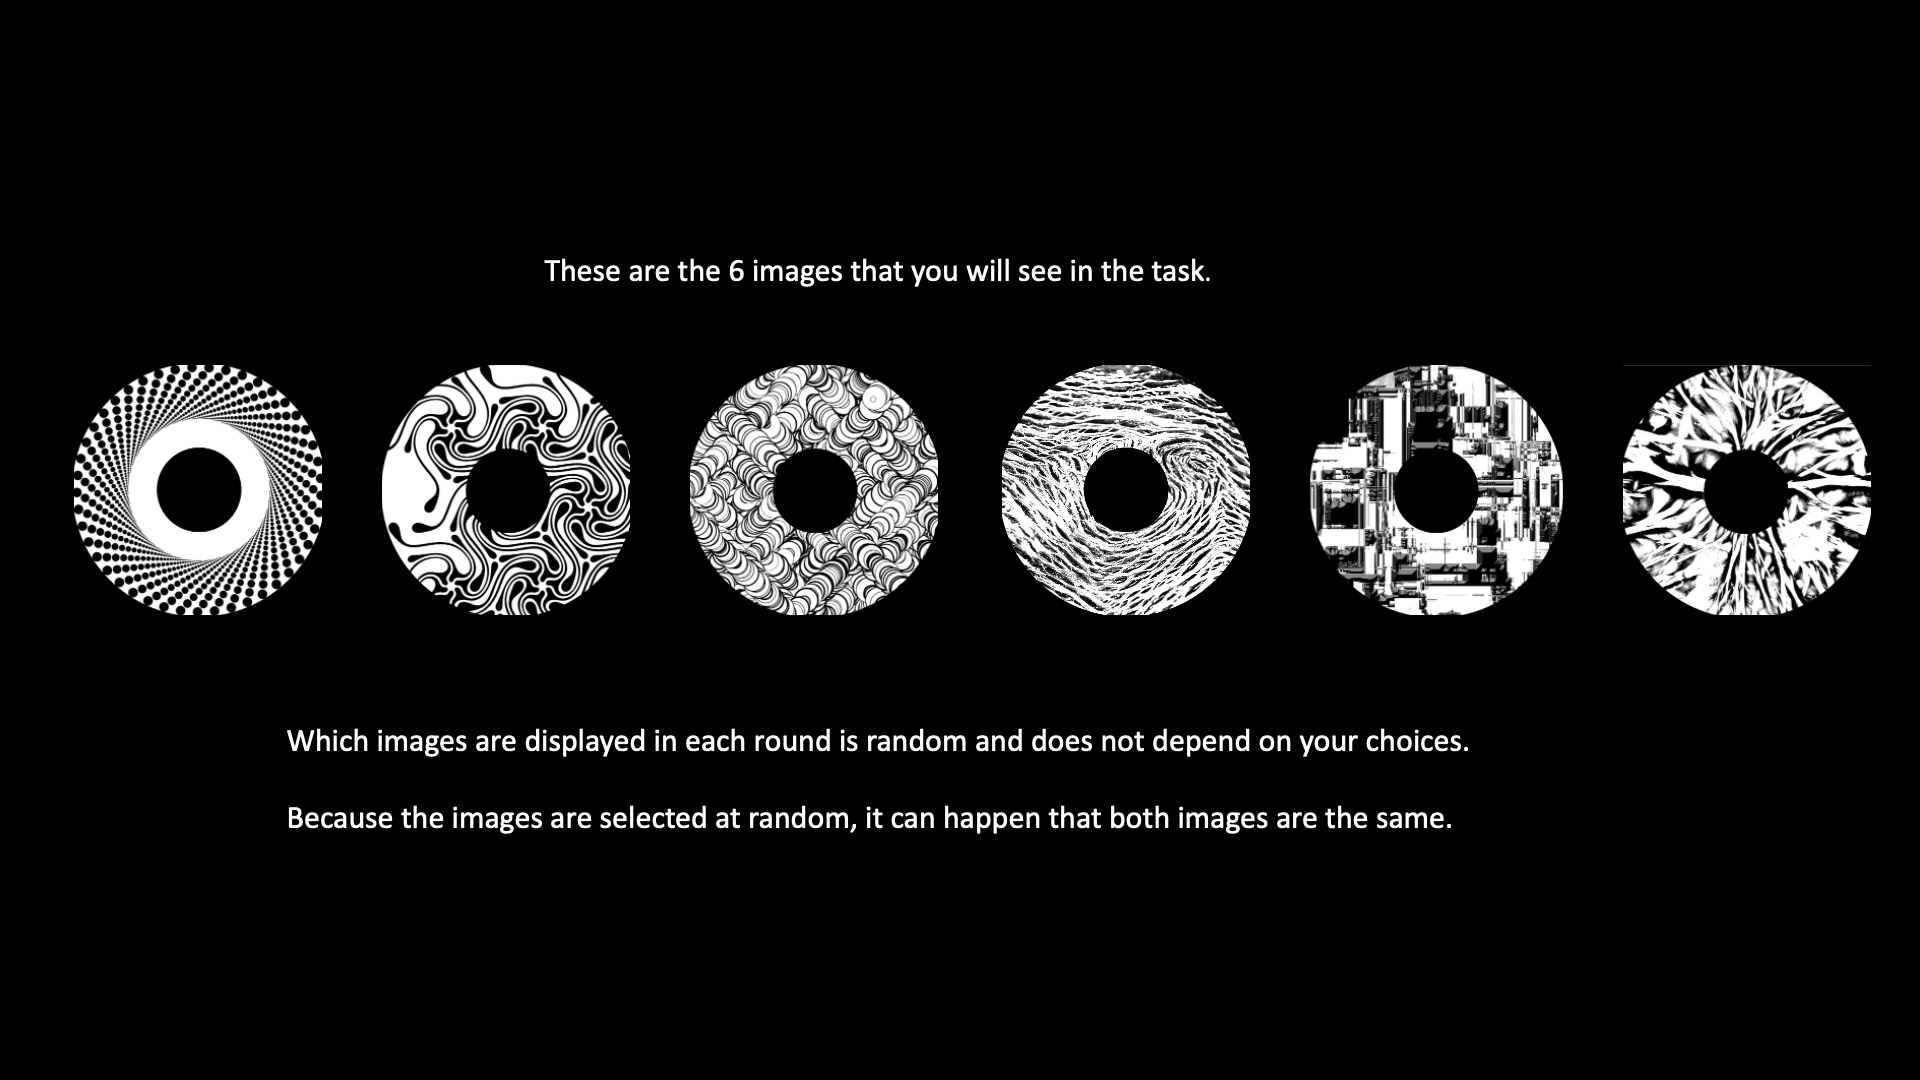 These are the 6 images that you will see in the task.
Which images are displayed in each round is random and does not depend on your choices.
Because the images are selected at random, it can happen that both images are the same.